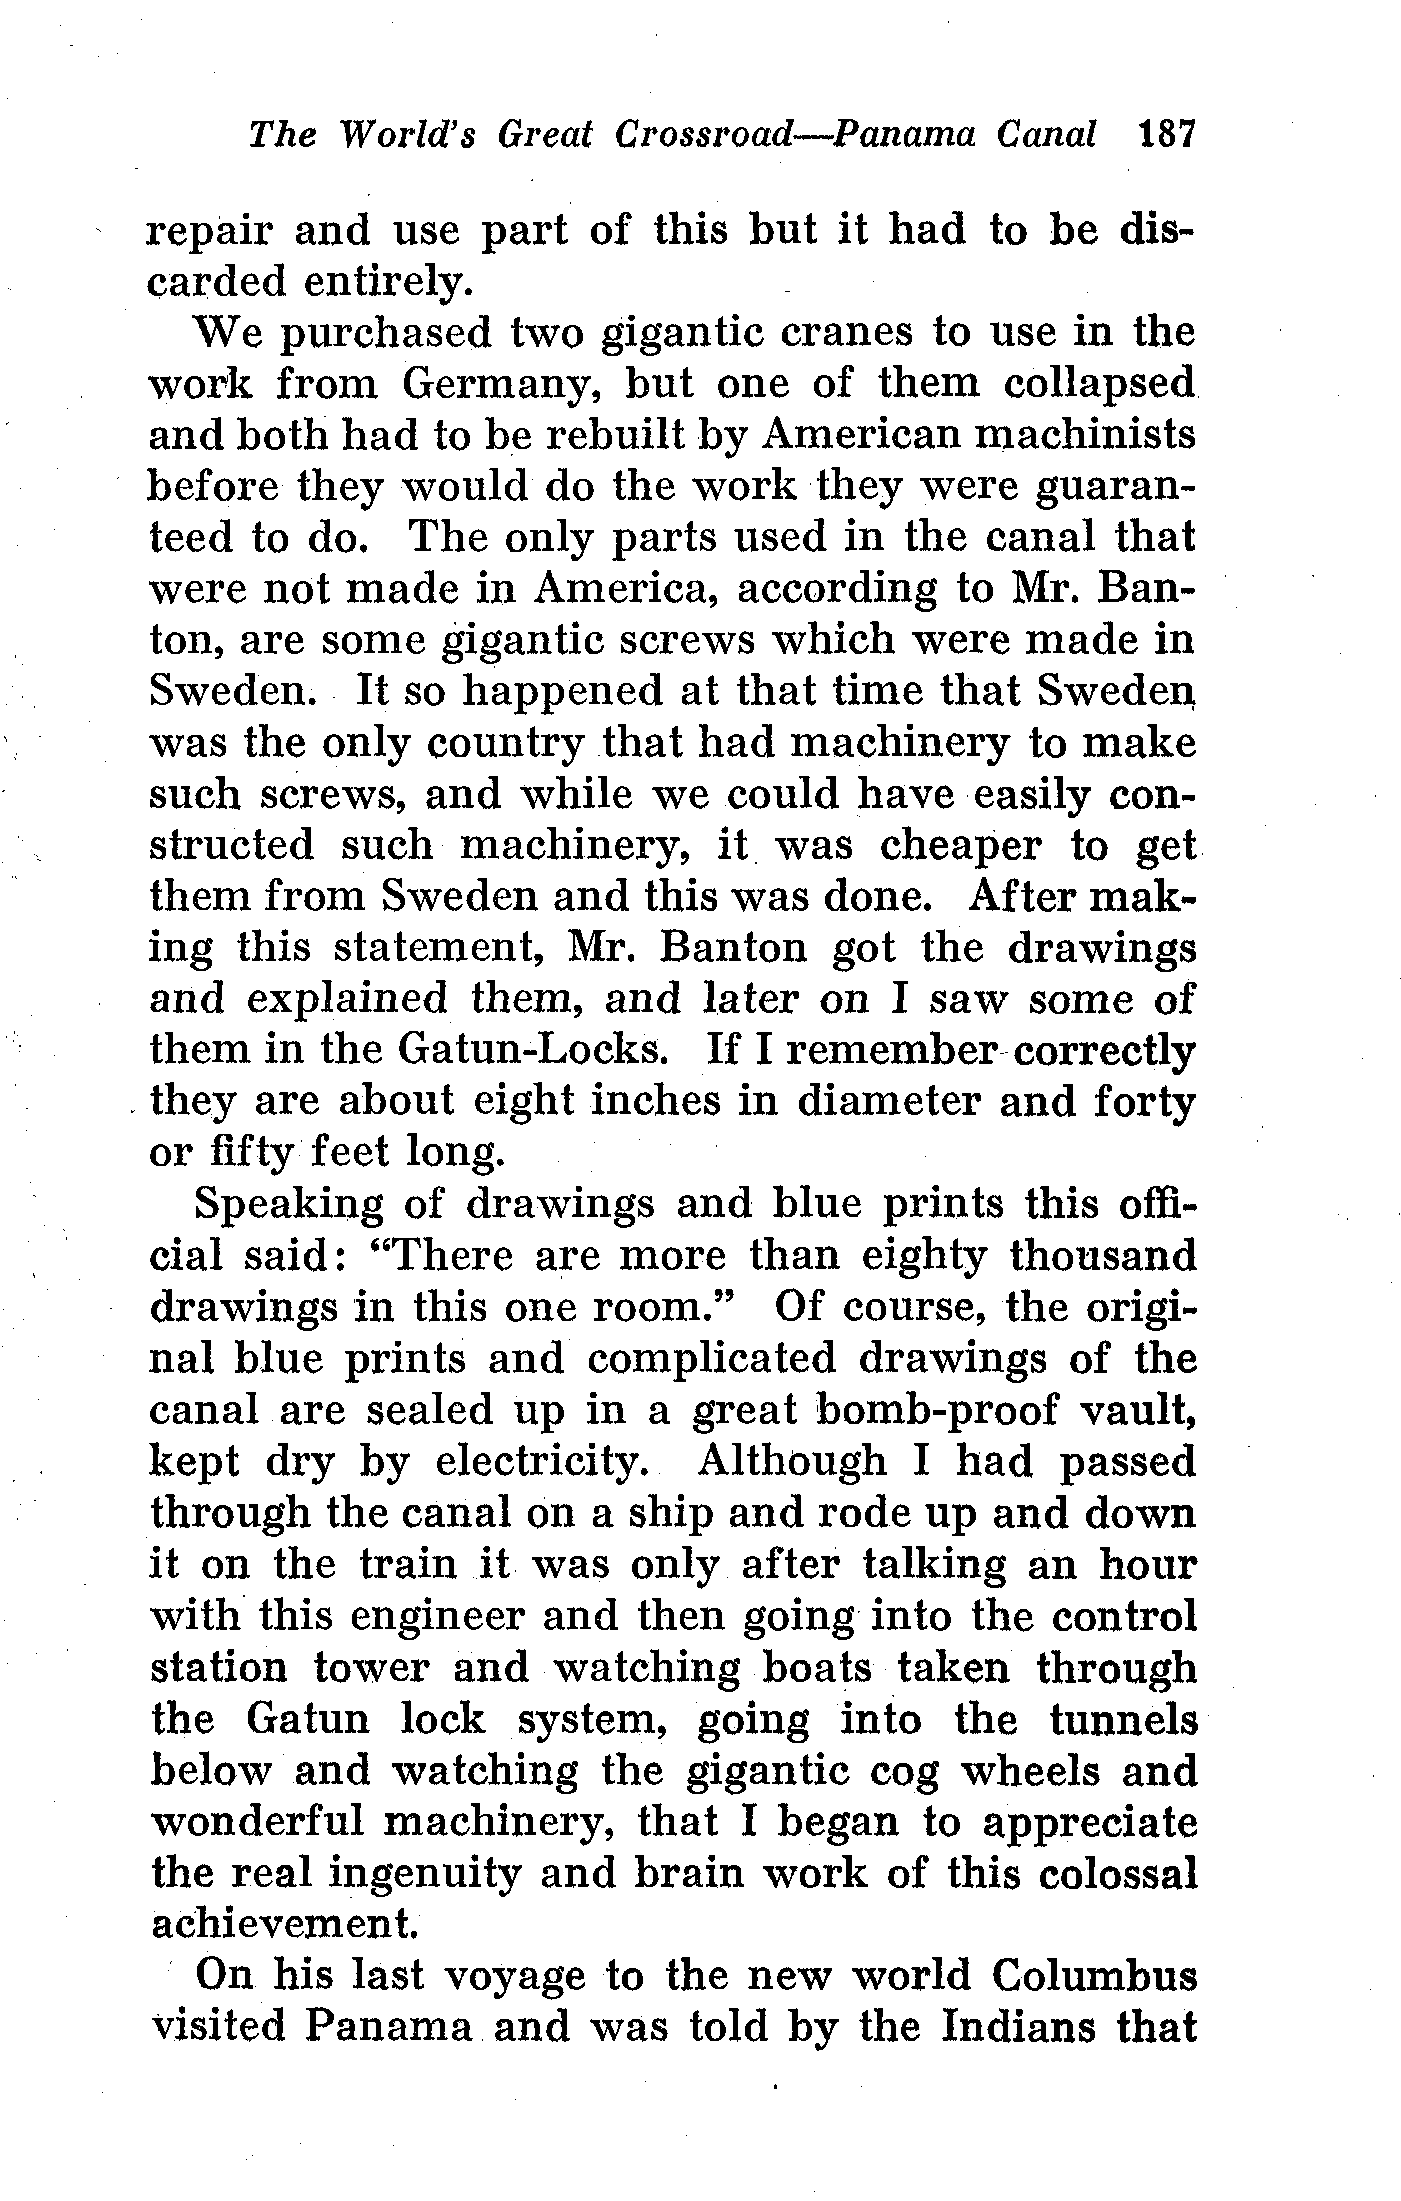 The World's Great Crossroad—Panama Canal 187
repair and use part of this but it had to be dis-
carded entirely.
We purchased two gigantic cranes to use in the
work from Germany, but one of them collapsed
and both had to be rebuilt by American machinists
before they would do the work they were guaran-
teed to do. The only parts used in the canal that
were not made in America, according to Mr. Ban-
ton, are some gigantic screws which were made in
Sweden. It so happened at that time that Sweden
was the only country that had machinery to make
such screws, and while we could have easily con-
structed such machinery, it was cheaper to get
them from Sweden and this was done. After mak-
ing this statement, Mr. Banton got the drawings
and explained them, and later on I saw some of
them in the Gatun-Locks. If I remember correctly
they are about eight inches in diameter and forty
or fifty feet long.
Speaking of drawings and blue prints this offi-
cial said: “There are more than eighty thousand
drawings in this one room.” Of course, the origi-
nal blue prints and complicated drawings of the
canal are sealed up in a great bomb-proof vault,
kept dry by electricity. Although I had passed
through the canal on a ship and rode up and down
it on the train it was only after talking an hour
with this engineer and then going into the control
station tower and watching boats taken through
the Gatun lock system, going into the tunnels
below and watching the gigantic cog wheels and
wonderful machinery, that I began to appreciate
the real ingenuity and brain work of this colossal
achievement.
On his last voyage to the new world Columbus
visited Panama and was told by the Indians that